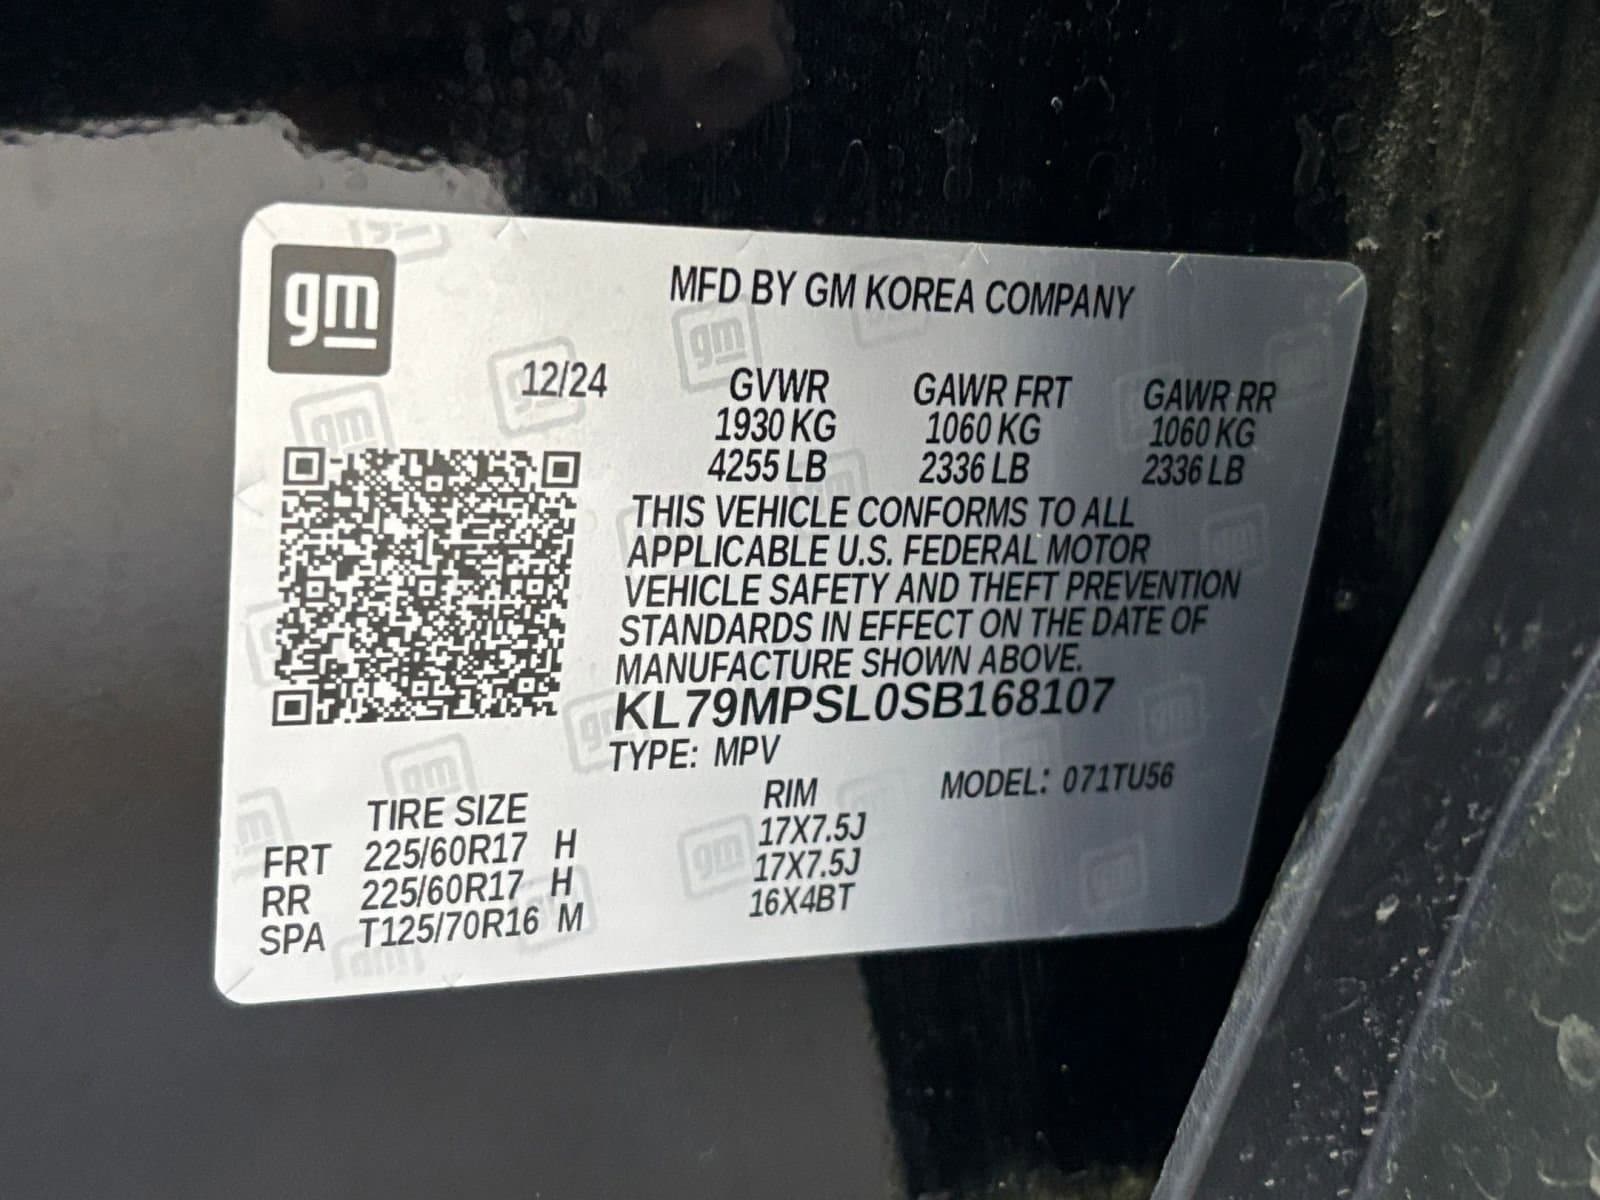 gm
MFD BY GM KOREA COMPANY
12/24 GVWR GAWR FRT GAWR RR
1930 KG 1060 KG 1060 KG
4255 LB 2336 LB 2336 LB
THIS VEHICLE CONFORMS TO ALL
APPLICABLE U.S. FEDERAL MOTOR
VEHICLE SAFETY AND THEFT PREVENTION
STANDARDS IN EFFECT ON THE DATE OF
MANUFACTURE SHOWN ABOVE.
KL79MPSL0SB168107
TYPE: MPV
MODEL: 071TU56
TIRE SIZE RIM
FRT 225/60R17 H 17X7.5J
RR 225/60R17 H 17X7.5J
SPA T125/70R16 M 16X4BT